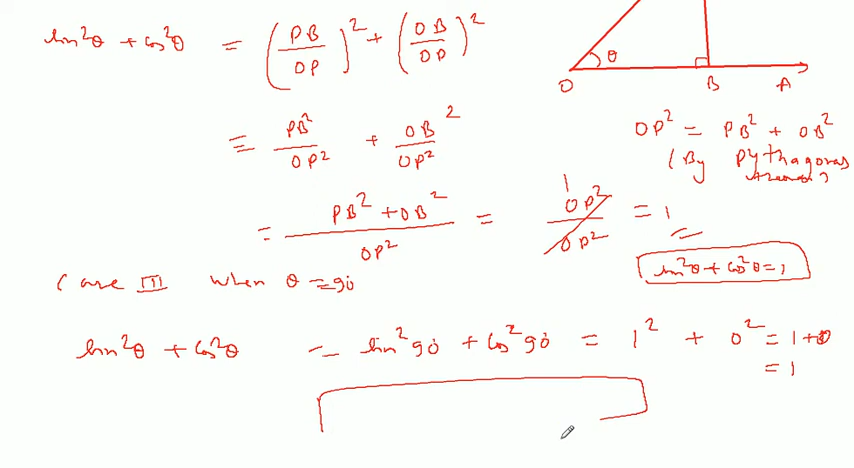 sin²θ + cos²θ = (PB/OP)² + (OB/OP)²
θ
O B A
= PB²/OP² + OB²/OP²
OP² = PB² + OB²
(By Pythagoras theorem)
= (PB² + OB²)/OP² = OP²/OP² = 1
1
sin²θ + cos²θ = 1
Case III when θ = 90°
sin²θ + cos²θ = sin²90° + cos²90° = 1² + 0² = 1+0
= 1